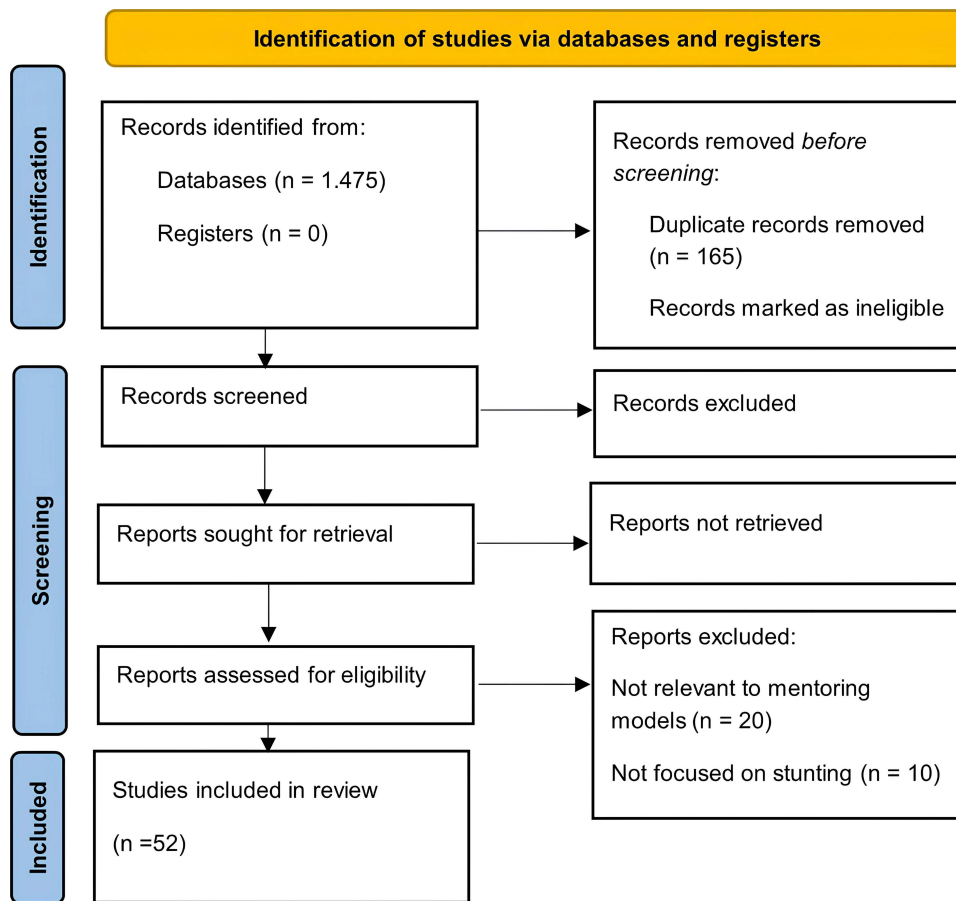 Identification of studies via databases and registers
Identification
Records identified from:
Databases (n = 1.475)
Registers (n = 0)
Records removed before
screening:
Duplicate records removed
(n = 165)
Records marked as ineligible
Screening
Records screened
Records excluded
Reports sought for retrieval
Reports not retrieved
Reports assessed for eligibility
Reports excluded:
Not relevant to mentoring
models (n = 20)
Not focused on stunting (n = 10)
Included
Studies included in review
(n =52)